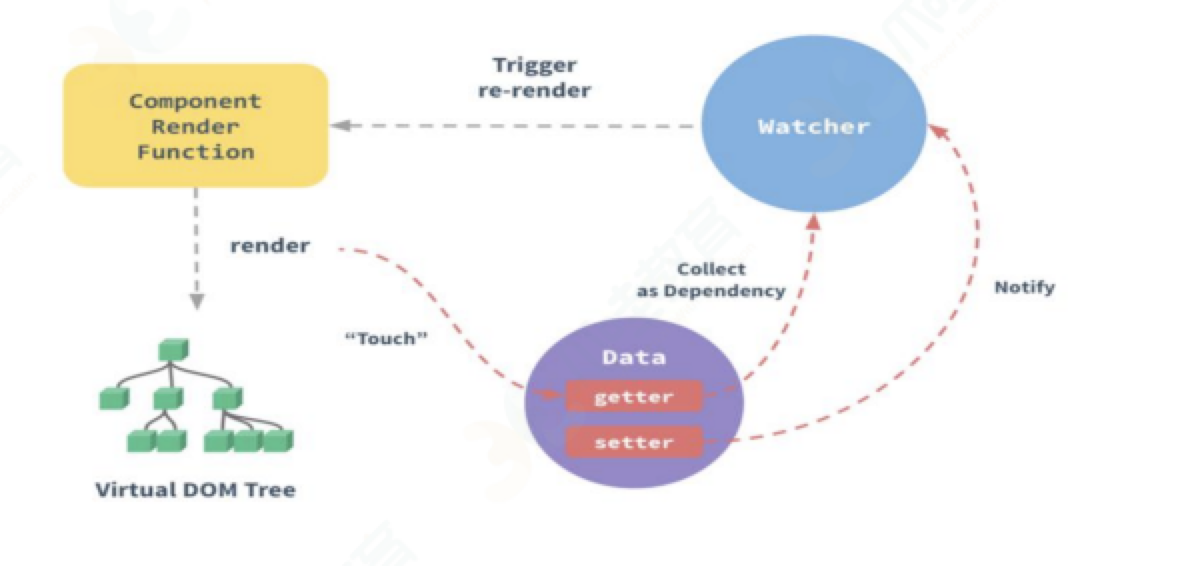 Trigger
re-render
Component
Render
Function
Watcher
render
Collect
as Dependency
Notify
“Touch”
Data
getter
setter
Virtual DOM Tree